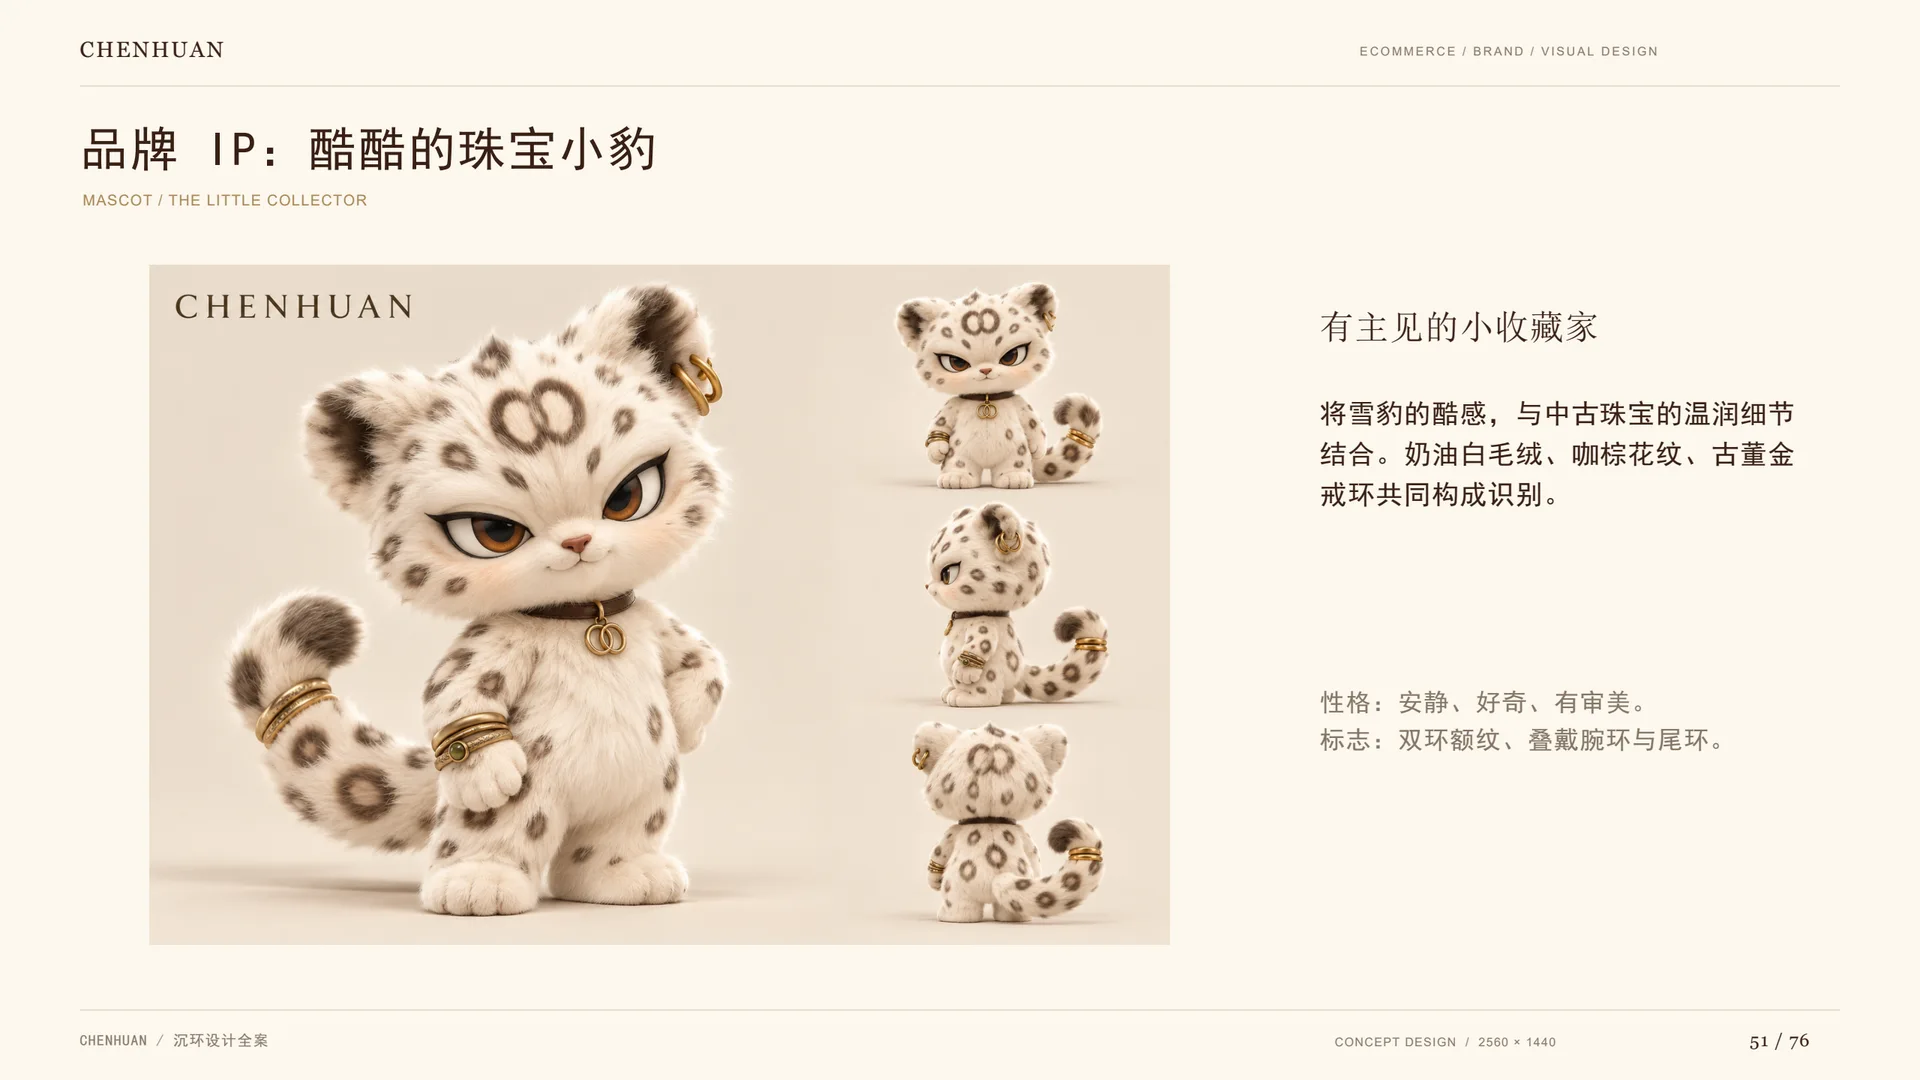 CHENHUAN
ECOMMERCE / BRAND / VISUAL DESIGN
品牌 IP：酷酷的珠宝小豹
MASCOT / THE LITTLE COLLECTOR
CHENHUAN
有主见的小收藏家
将雪豹的酷感，与中古珠宝的温润细节
结合。奶油白毛绒、咖棕花纹、古董金
戒环共同构成识别。
性格：安静、好奇、有审美。
标志：双环额纹、叠戴腕环与尾环。
CHENHUAN / 沉环设计全案
CONCEPT DESIGN / 2560 × 1440
51 / 76